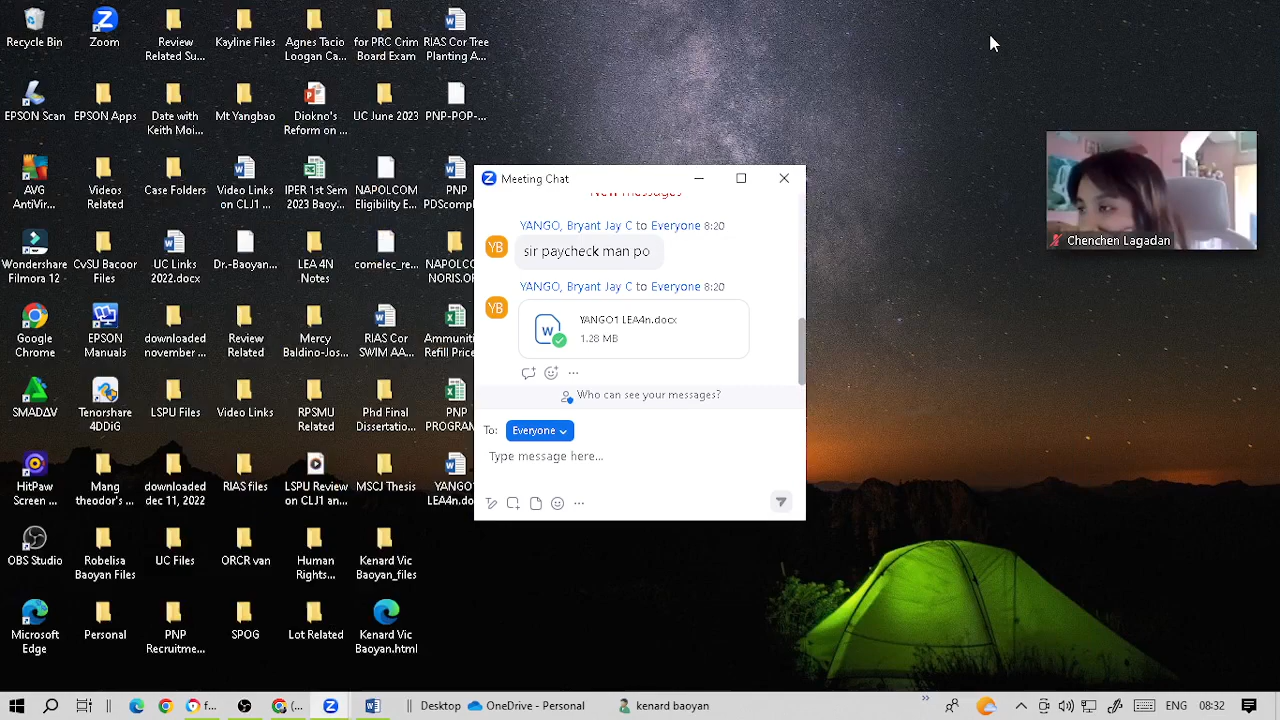 Recycle Bin
Zoom
Review
Related Su...
Kayline Files
Agnes Tacio
Loogan Ca...
for PRC Crim
Board Exam
RIAS Cor Tree
Planting A...
EPSON Scan
EPSON Apps
Date with
Keith Moi...
Mt Yangbao
Diokno's
Reform on ...
UC June 2023
PNP-POP-...
AVG
AntiVir...
Videos
Related
Case Folders
Video Links
on CLJ1 ...
IPER 1st Sem
2023 Baoy...
NAPOLCOM
Eligibility E...
PNP
PDScompl...
Wondershare
Filmora 12
CvSU Bacoor
Files
UC Links
2022.docx
Dr.-Baoyan...
LEA 4N
Notes
comelec_re...
NAPOLCO
NORIS.O
Google
Chrome
EPSON
Manuals
downloaded
november ...
Review
Related
Mercy
Baldino-Jos...
RIAS Cor
SWIM AA...
Ammuniti
Refill Price
SMADΔV
Tenorshare
4DDiG
LSPU Files
Video Links
RPSMU
Related
Phd Final
Dissertatio...
PNP
PROGRA
HitPaw
Screen ...
Mang
theodor's ...
downloaded
dec 11, 2022
RIAS files
LSPU Review
on CLJ1 an...
MSCJ Thesis
YANGO1
LEA4n.do
OBS Studio
Robelisa
Baoyan Files
UC Files
ORCR van
Human
Rights...
Kenard Vic
Baoyan_files
Microsoft
Edge
Personal
PNP
Recruitme...
SPOG
Lot Related
Kenard Vic
Baoyan.html
Meeting Chat
New messages
YANGO, Bryant Jay C to Everyone 8:20
YB
sir paycheck man po
YANGO, Bryant Jay C to Everyone 8:20
YB
YANGO1 LEA4n.docx
1.28 MB
Who can see your messages?
To: Everyone
Type message here...
Chenchen Lagadan
f...
(...
Desktop
OneDrive - Personal
kenard baoyan
ENG
08:32